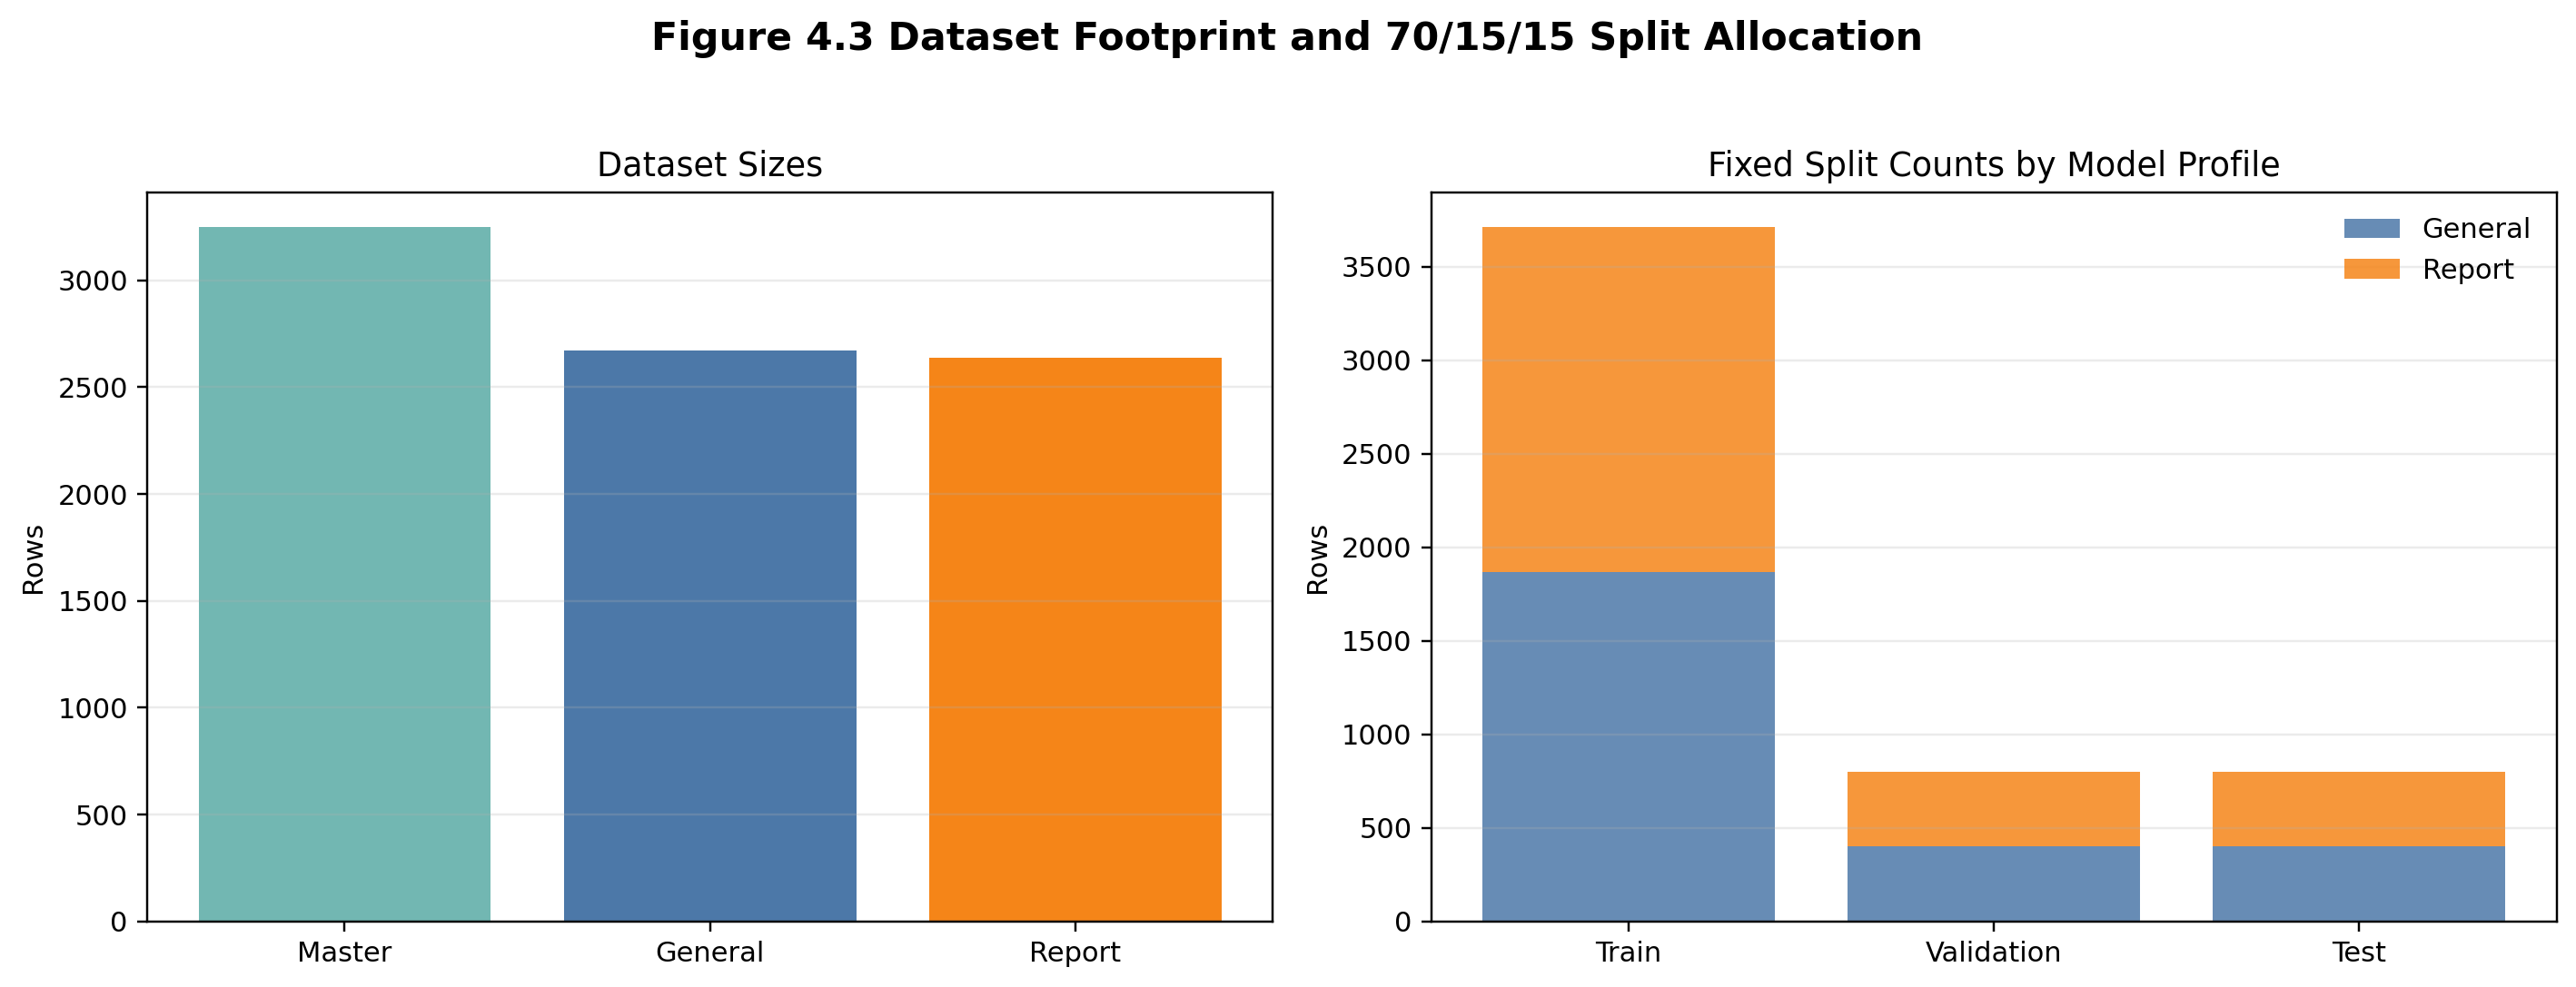 Figure 4.3 Dataset Footprint and 70/15/15 Split Allocation
Dataset Sizes
Rows
3000
2500
2000
1500
1000
500
0
Master
General
Report
Fixed Split Counts by Model Profile
Rows
3500
3000
2500
2000
1500
1000
500
0
Train
Validation
Test
General
Report